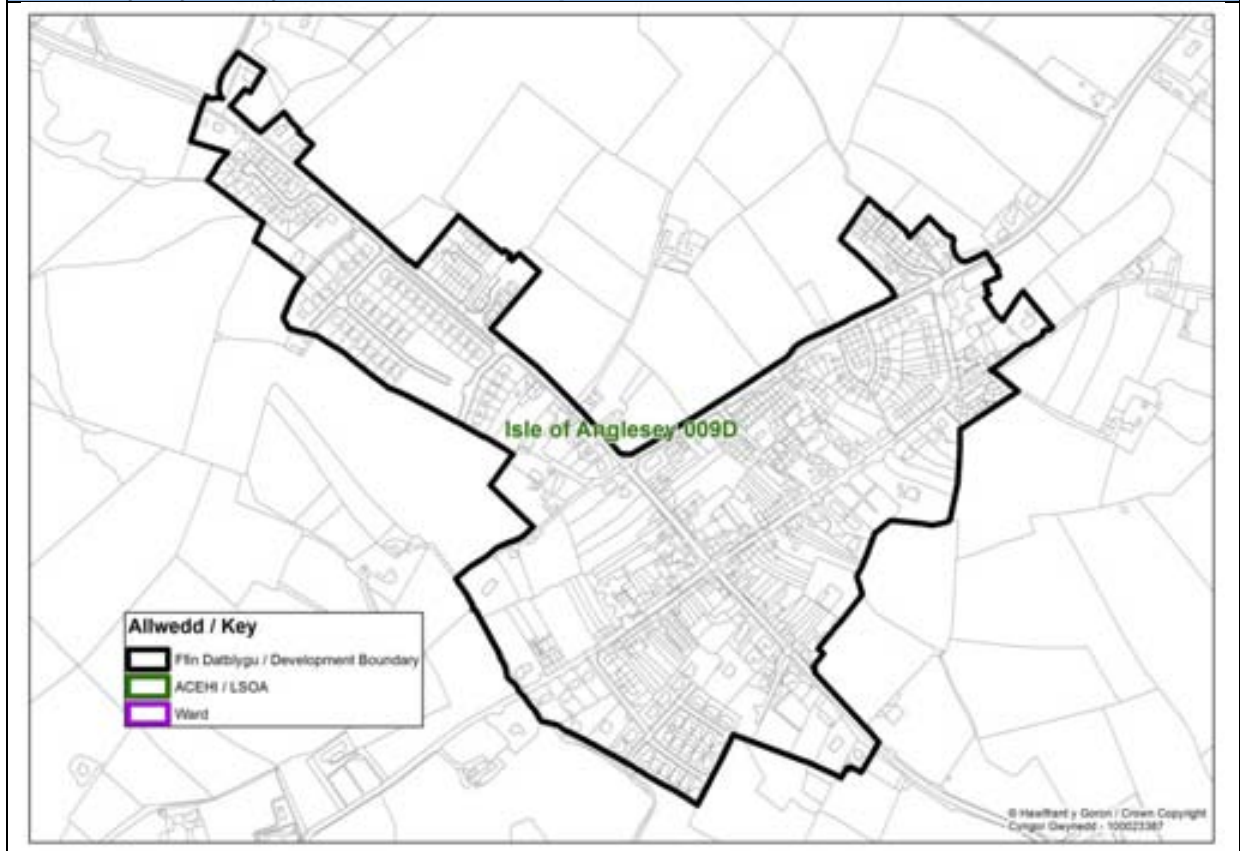 Isle of Anglesey 009D
Allwedd / Key
Ffin Datblygu / Development Boundary
ACEHI / LSOA
Ward
© Hawlfraint y Goron / Crown Copyright
Cyngor Gwynedd - 100023387